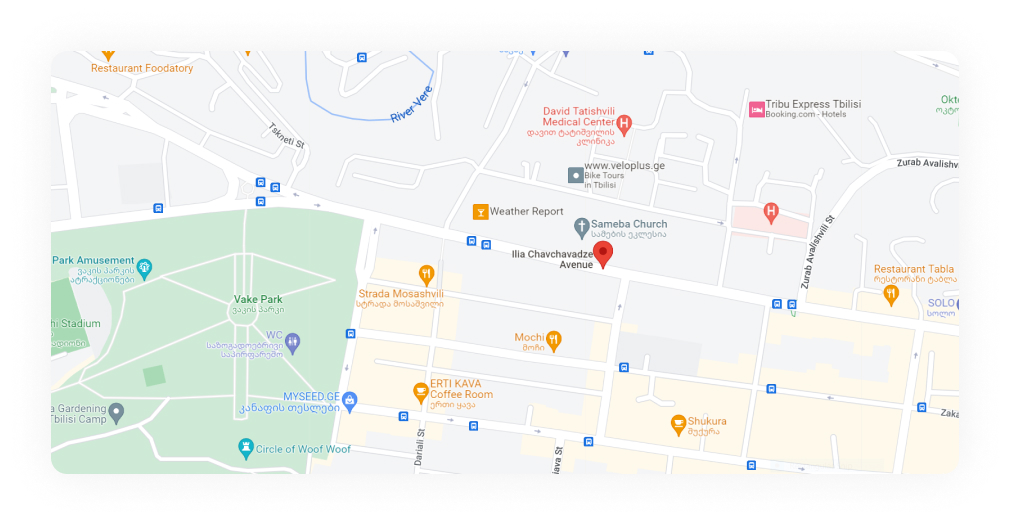 Restaurant Foodatory
River Vere
Tskneti St
David Tatishvili
Medical Center
დავით ტატიშვილის
კლინიკა
Tribu Express Tbilisi
Booking.com - Hotels
www.veloplus.ge
Bike Tours
in Tbilisi
Zurab Avalishvi
Weather Report
Sameba Church
სამების ეკლესია
Ilia Chavchavadze
Avenue
Zurab Avalishvili St
Park Amusement
ვაკის პარკის
ატრაქციონები
Restaurant Tabla
რესტორანი ტაბლა
Strada Mosashvili
სტრადა მოსაშვილი
Vake Park
ვაკის პარკი
SOLO
სოლო
hi Stadium
WC
საზოგადოებრივი
საპირფარეშო
Mochi
მოჩი
MYSEED.GE
კანაფის თესლები
ERTI KAVA
Coffee Room
ერთი ყავა
a Gardening
Tbilisi Camp
Shukura
შუქურა
Zaka
Circle of Woof Woof
Dariali St
iava St